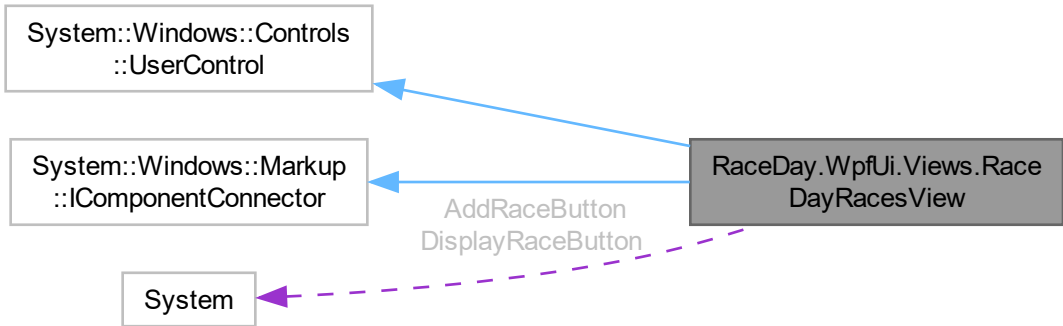 System::Windows::Controls
::UserControl
System::Windows::Markup
::IComponentConnector
RaceDay.WpfUi.Views.Race
DayRacesView
AddRaceButton
DisplayRaceButton
System